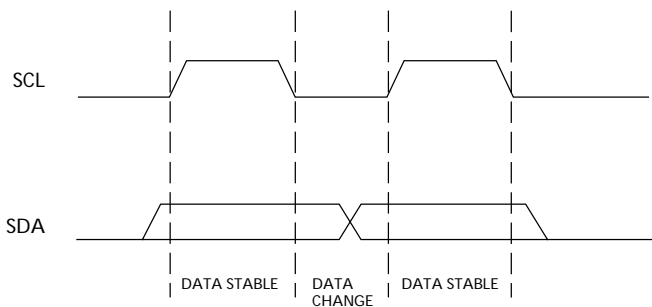 SCL
SDA
DATA STABLE
DATA
CHANGE
DATA STABLE